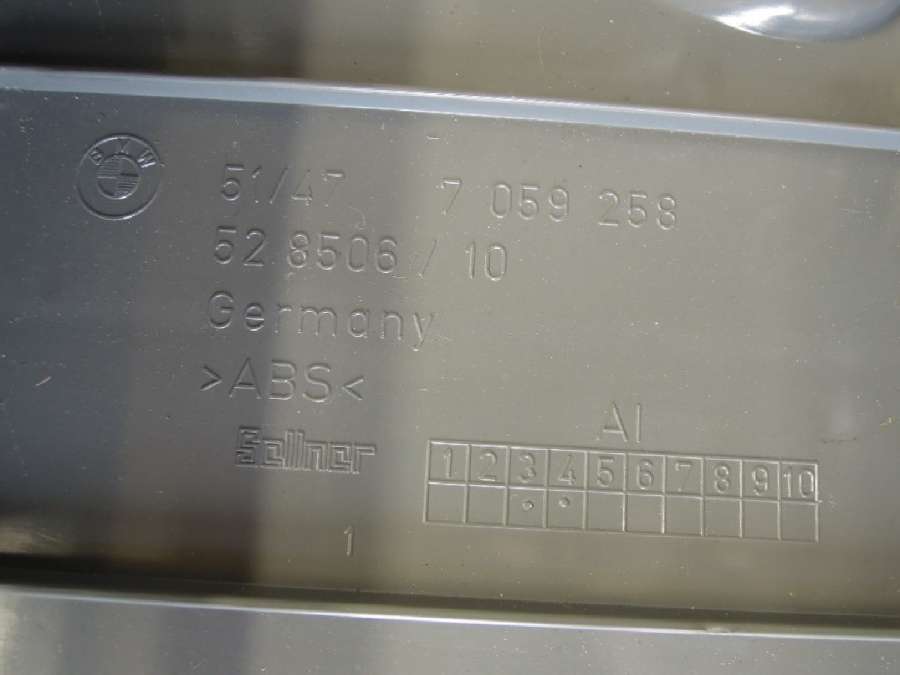 BMW
51/47 7 059 258
52 8506 / 10
Germany
>ABS<
Sellner
AI
1 2 3 4 5 6 7 8 9 10
1